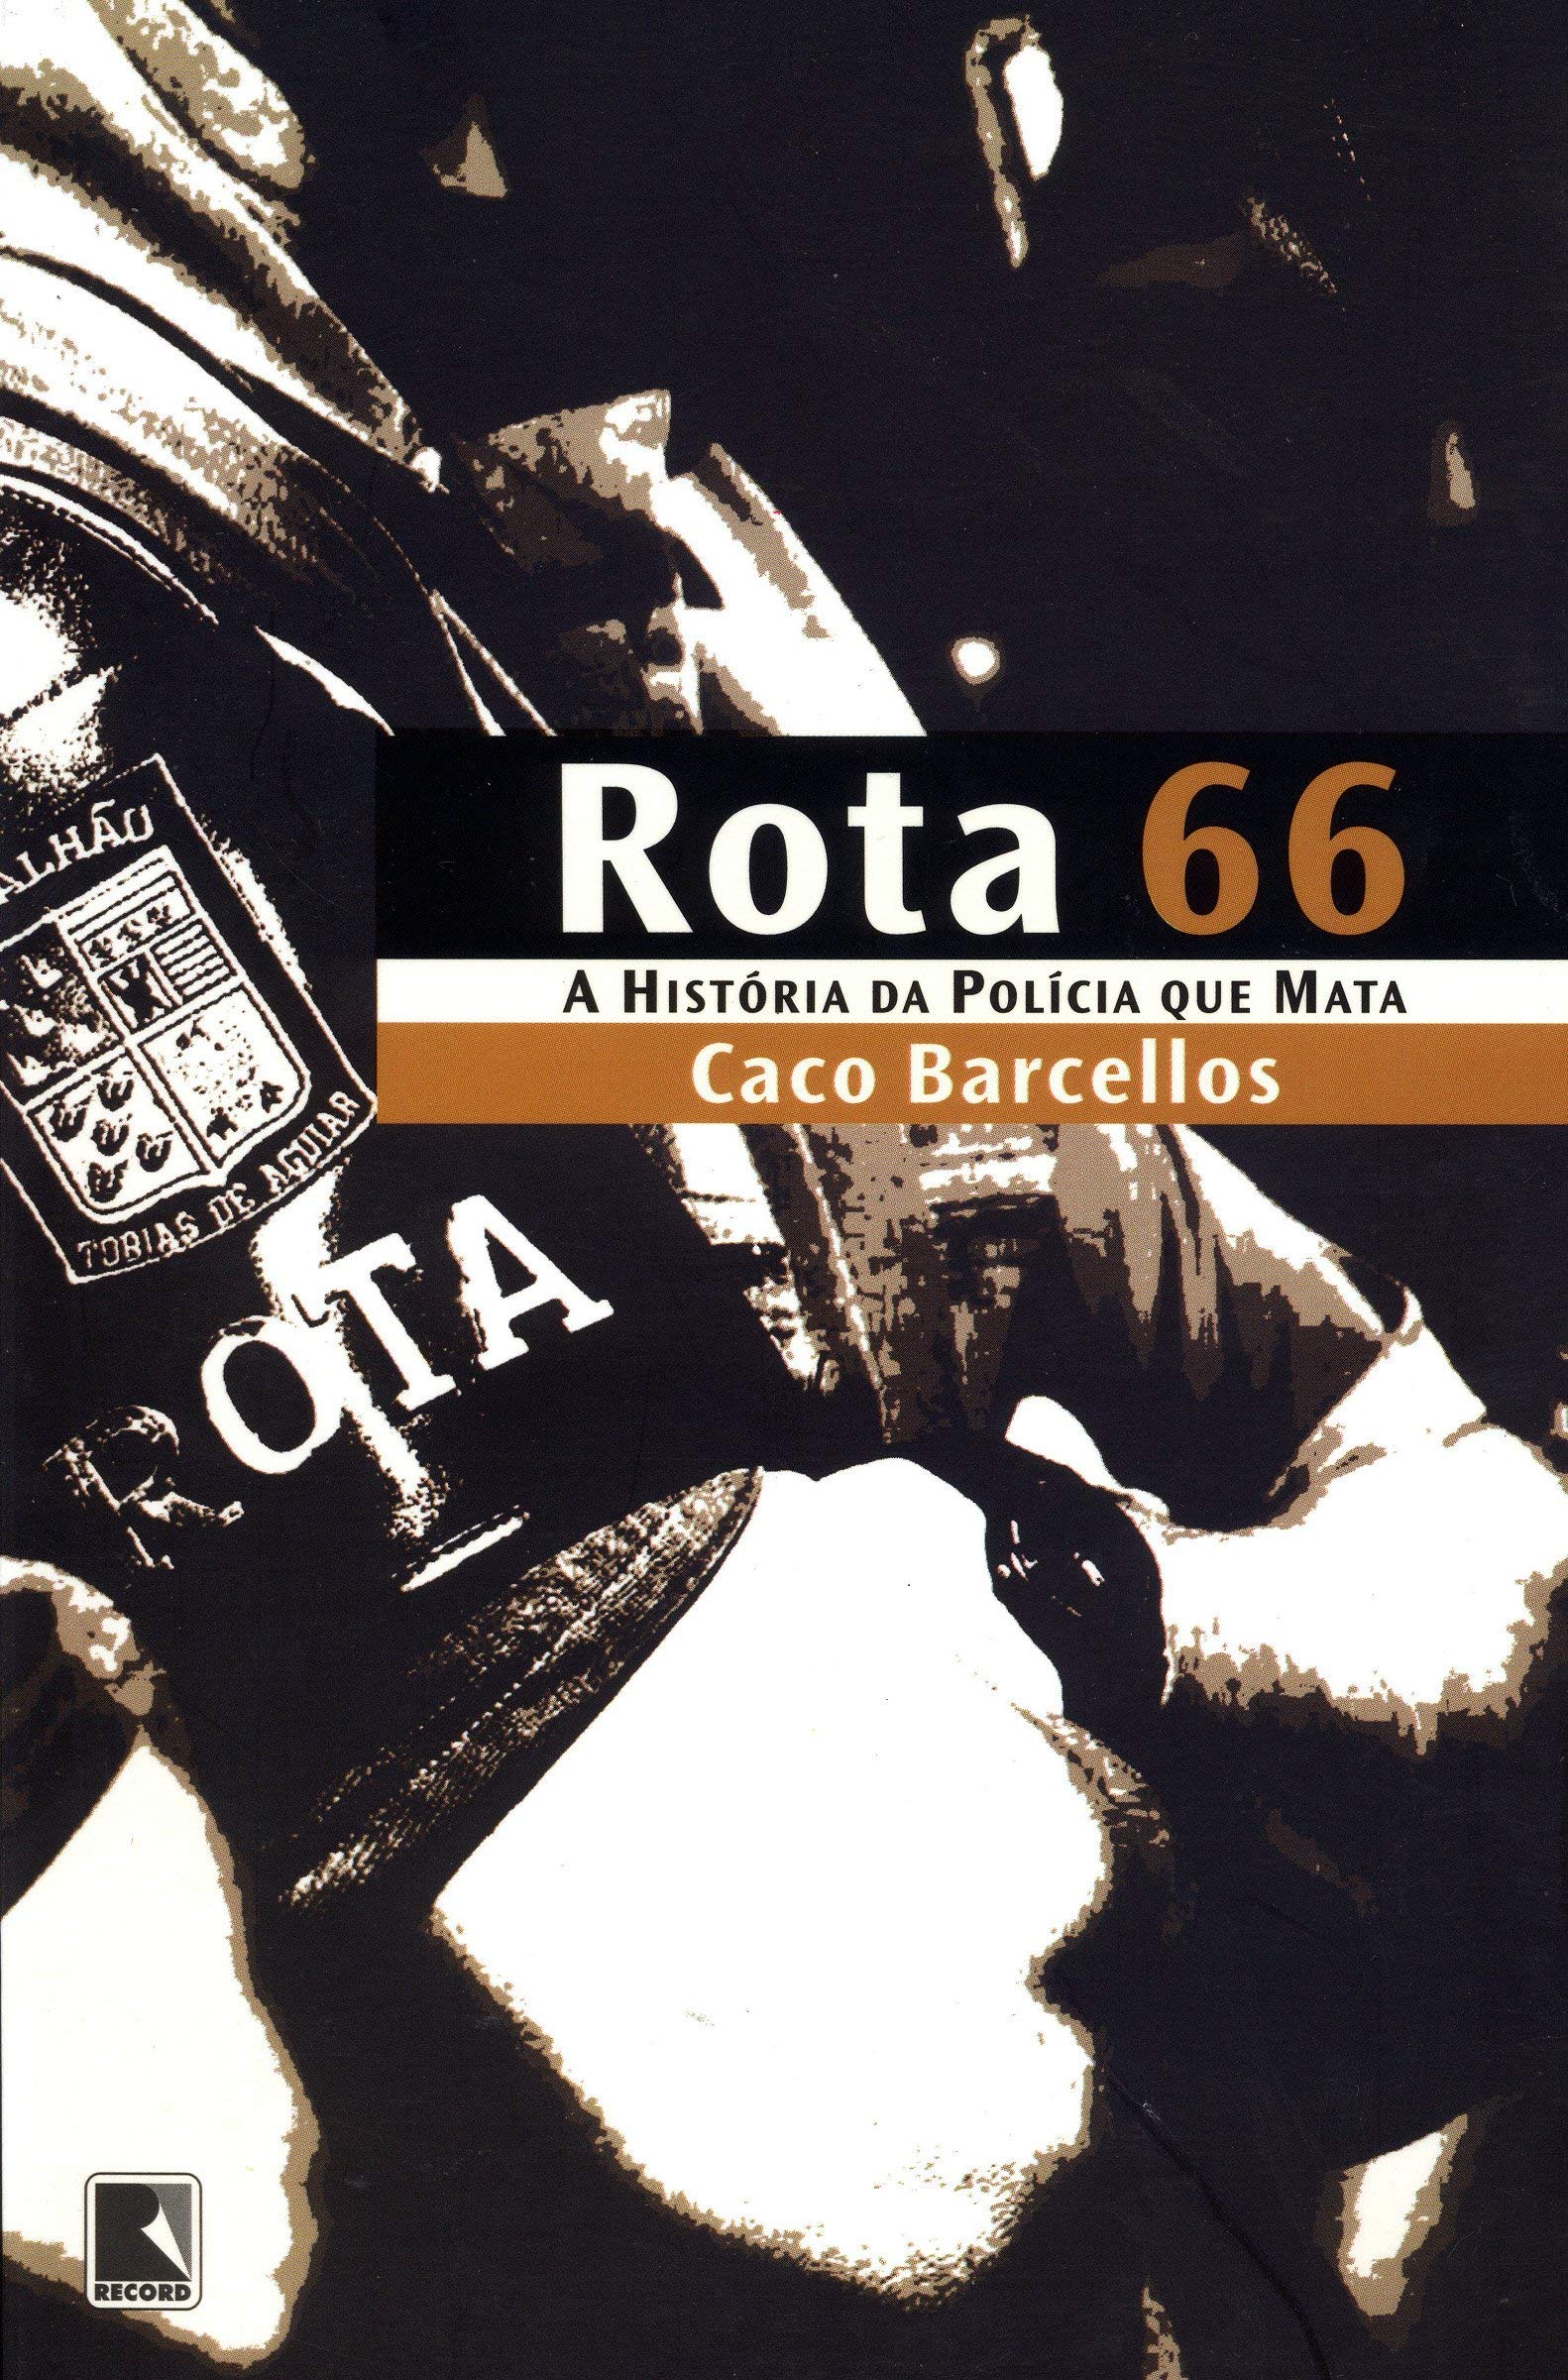 Rota 66
A HISTÓRIA DA POLÍCIA QUE MATA
Caco Barcellos
ALHÃO
TOBIAS DE AGUIAR
ROTA
RECORD